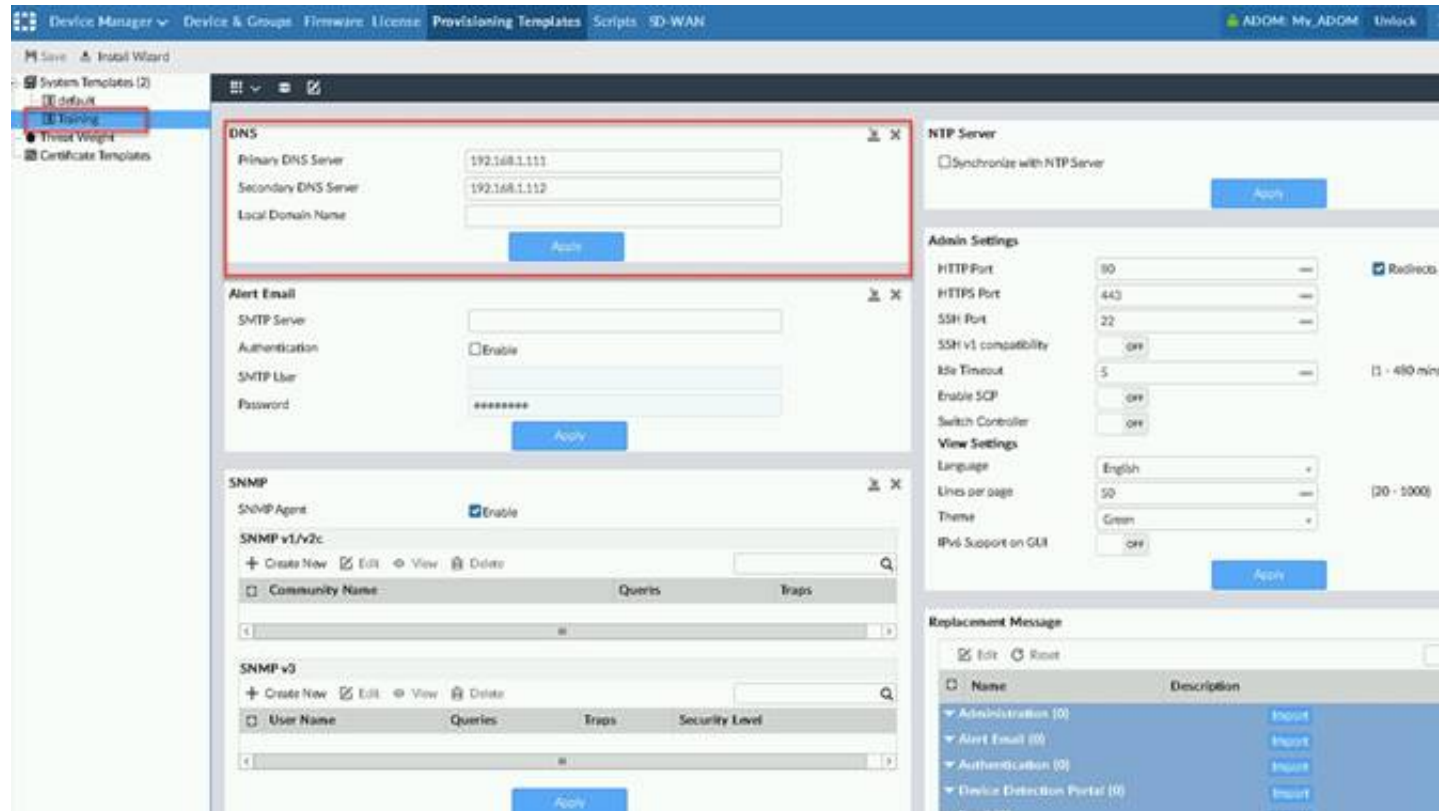 Device Manager Device & Groups Firmware License Provisioning Templates Scripts SD-WAN ADOM: My_ADOM Unlock
Save Install Wizard
System Templates (2)
default
Training
Threat Weight
Certificate Templates
DNS
Primary DNS Server 192.168.1.111
Secondary DNS Server 192.168.1.112
Local Domain Name
Apply
Alert Email
SMTP Server
Authentication Enable
SMTP User
Password ********
Apply
SNMP
SNMP Agent Enable
SNMP v1/v2c
Create New Edit View Delete
Community Name Queries Traps
SNMP v3
Create New Edit View Delete
User Name Queries Traps Security Level
Apply
NTP Server
Synchronize with NTP Server
Apply
Admin Settings
HTTP Port 80 Redirects
HTTPS Port 443
SSH Port 22
SSH v1 compatibility OFF
Idle Timeout 5 (1 - 480 mins
Enable SCP OFF
Switch Controller OFF
View Settings
Language English
Lines per page 50 (20 - 1000)
Theme Green
IPv6 Support on GUI OFF
Apply
Replacement Message
Edit Reset
Name Description
Administration (0) Import
Alert Email (0) Import
Authentication (0) Import
Device Detection Portal (0) Import